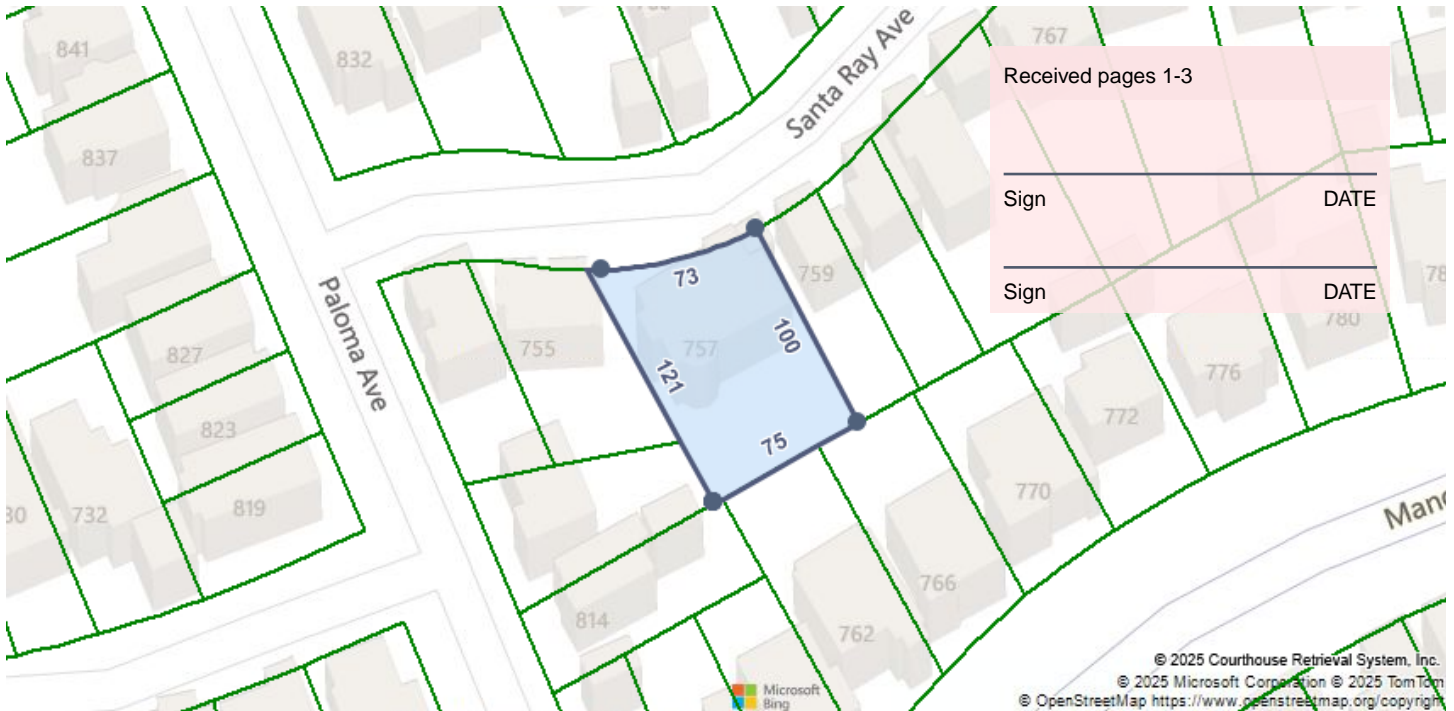 841
832
767
Santa Ray Ave
Received pages 1-3
837
Sign DATE
759
73
Paloma Ave
Sign DATE
780
100
827
755
757
121
776
772
823
75
770
819
732
Mano
766
814
762
© 2025 Courthouse Retrieval System, Inc.
© 2025 Microsoft Corporation © 2025 TomTom
Microsoft
Bing
© OpenStreetMap https://www.openstreetmap.org/copyright